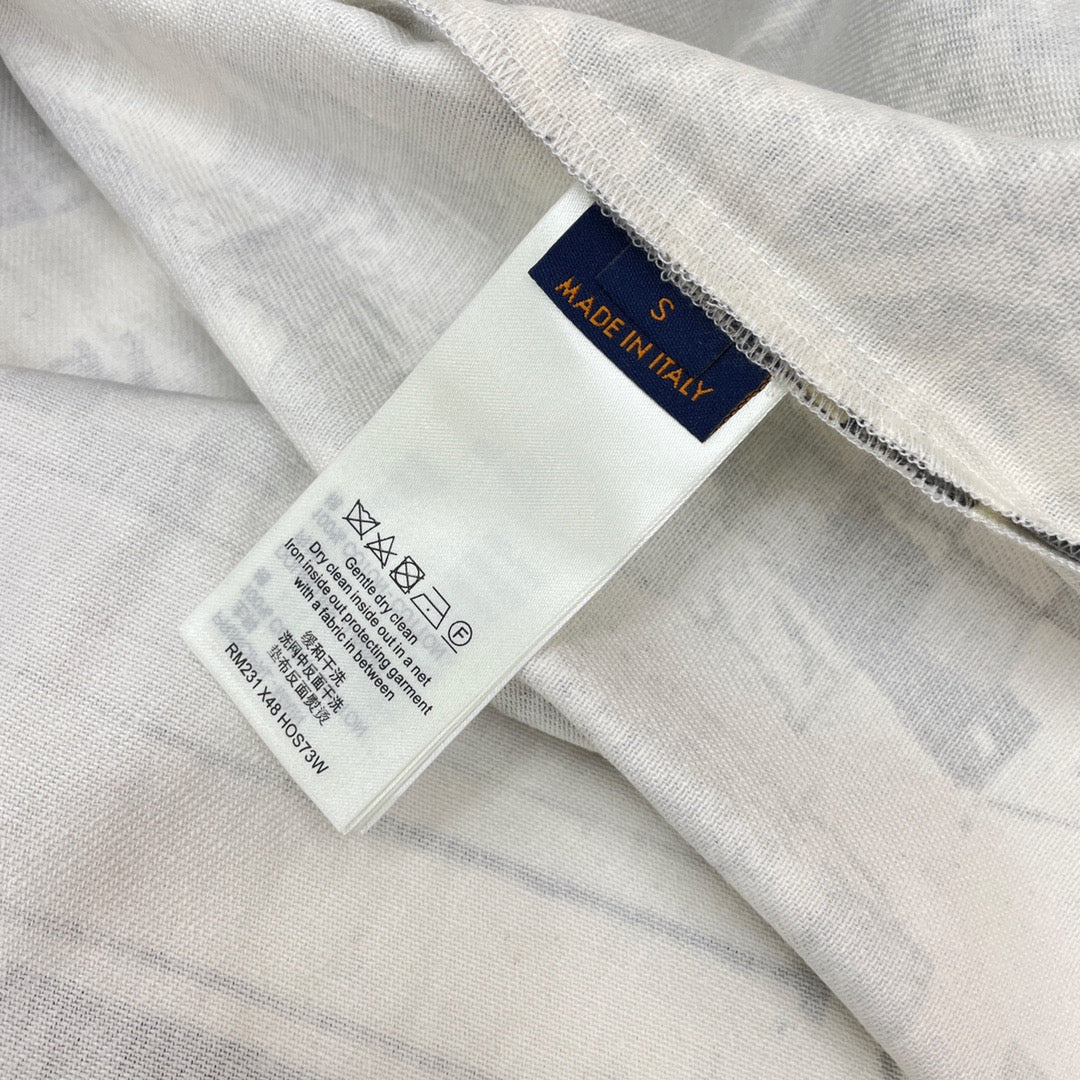 S
MADE IN ITALY
F
Gentle dry clean
Dry clean inside out in a net
Iron inside out protecting garment
with a fabric in between
缓和干洗
洗网中反面干洗
垫布反面熨烫
RM231 X48 HOS73W